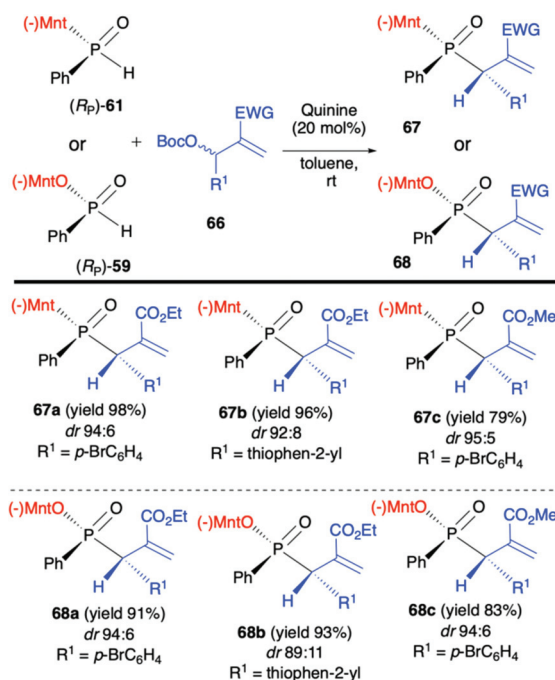 (-)Mnt
O
P
Ph
H
(RP)-61
or
(-)MntO
O
P
Ph
H
(RP)-59
+
EWG
BocO
R1
66
Quinine
(20 mol%)
toluene,
rt
(-)Mnt
O
EWG
P
Ph
H
R1
67
or
(-)MntO
O
EWG
P
Ph
H
R1
68
(-)Mnt
O
CO2Et
P
Ph
H
R1
67a (yield 98%)
dr 94:6
R1 = p-BrC6H4
(-)Mnt
O
CO2Et
P
Ph
H
R1
67b (yield 96%)
dr 92:8
R1 = thiophen-2-yl
(-)Mnt
O
CO2Me
P
Ph
H
R1
67c (yield 79%)
dr 95:5
R1 = p-BrC6H4
(-)MntO
O
CO2Et
P
Ph
H
R1
68a (yield 91%)
dr 94:6
R1 = p-BrC6H4
(-)MntO
O
CO2Et
P
Ph
H
R1
68b (yield 93%)
dr 89:11
R1 = thiophen-2-yl
(-)MntO
O
CO2Me
P
Ph
H
R1
68c (yield 83%)
dr 94:6
R1 = p-BrC6H4